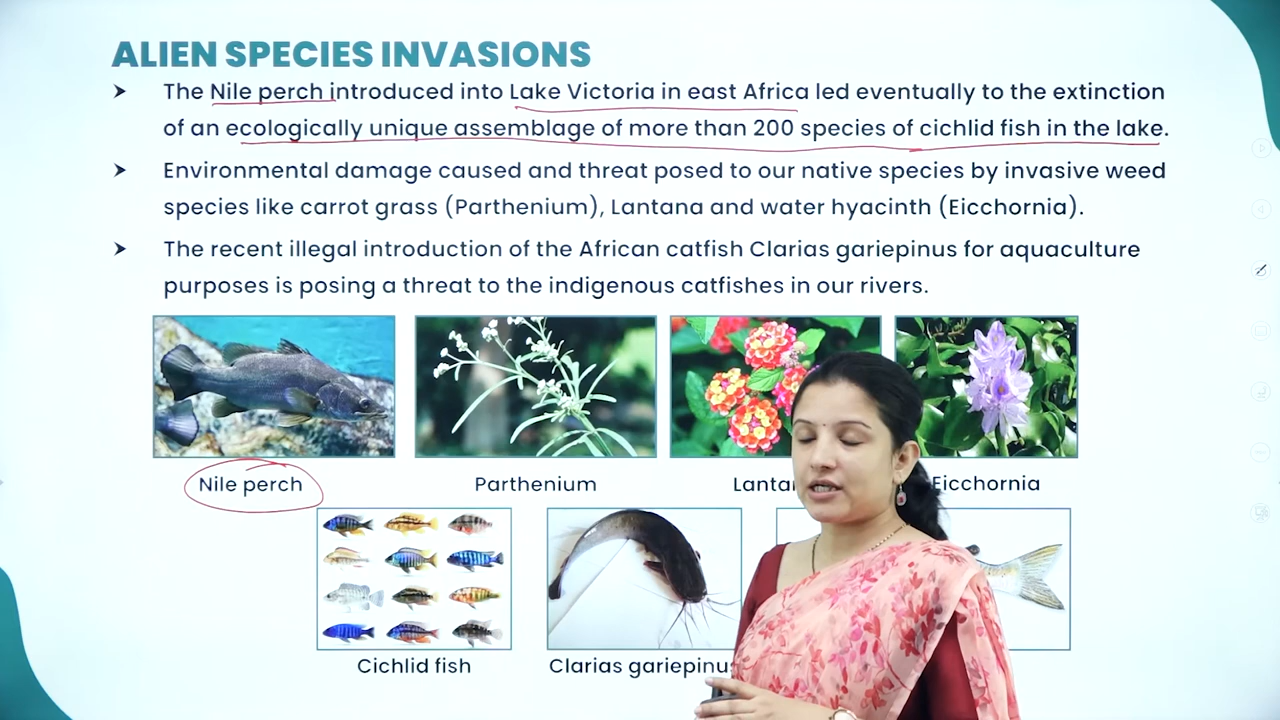 ALIEN SPECIES INVASIONS
The Nile perch introduced into Lake Victoria in east Africa led eventually to the extinction
of an ecologically unique assemblage of more than 200 species of cichlid fish in the lake.
Environmental damage caused and threat posed to our native species by invasive weed
species like carrot grass (Parthenium), Lantana and water hyacinth (Eicchornia).
The recent illegal introduction of the African catfish Clarias gariepinus for aquaculture
purposes is posing a threat to the indigenous catfishes in our rivers.
Nile perch Parthenium Lanta Eicchornia
Cichlid fish Clarias gariepinus